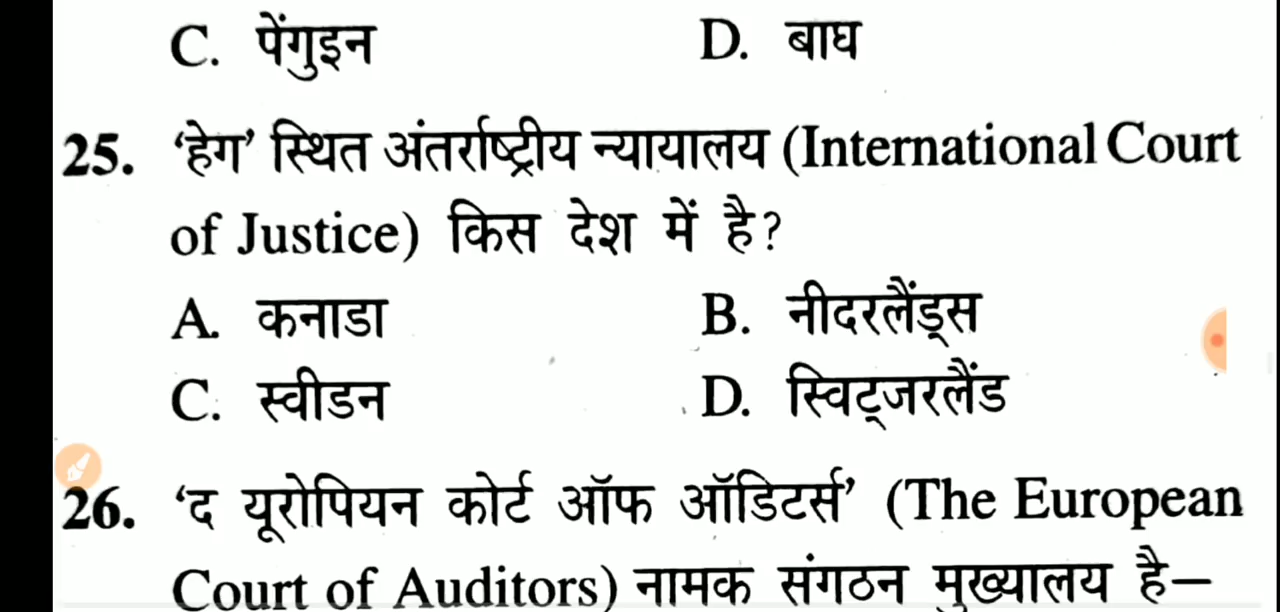 C. पेंगुइन D. बाघ
25. ‘हेग’ स्थित अंतर्राष्ट्रीय न्यायालय (International Court
of Justice) किस देश में है?
A. कनाडा B. नीदरलैंड्स
C. स्वीडन D. स्विट्जरलैंड
26. ‘द यूरोपियन कोर्ट ऑफ ऑडिटर्स’ (The European
Court of Auditors) नामक संगठन मुख्यालय है—